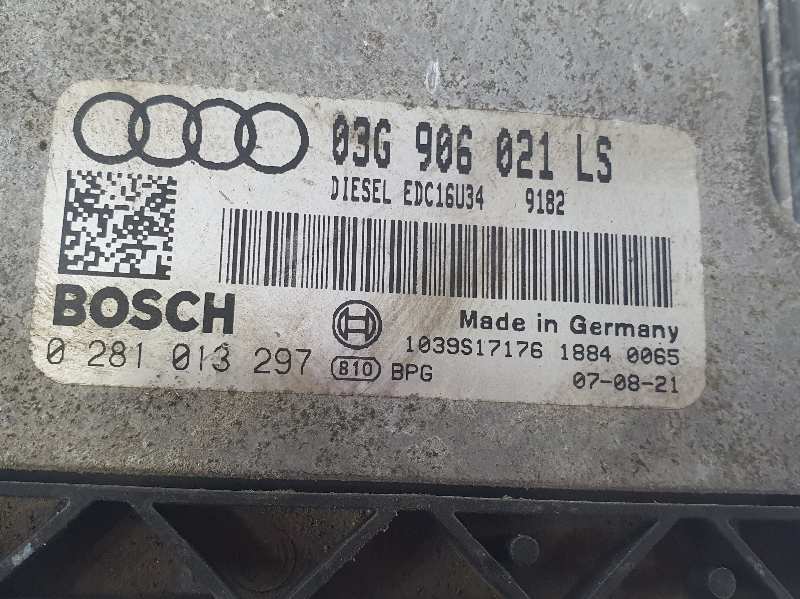 03G 906 021 LS
DIESEL EDC16U34 9182
BOSCH
Made in Germany
0 281 013 297
810
BPG
1039S17176 1884 0065
07-08-21